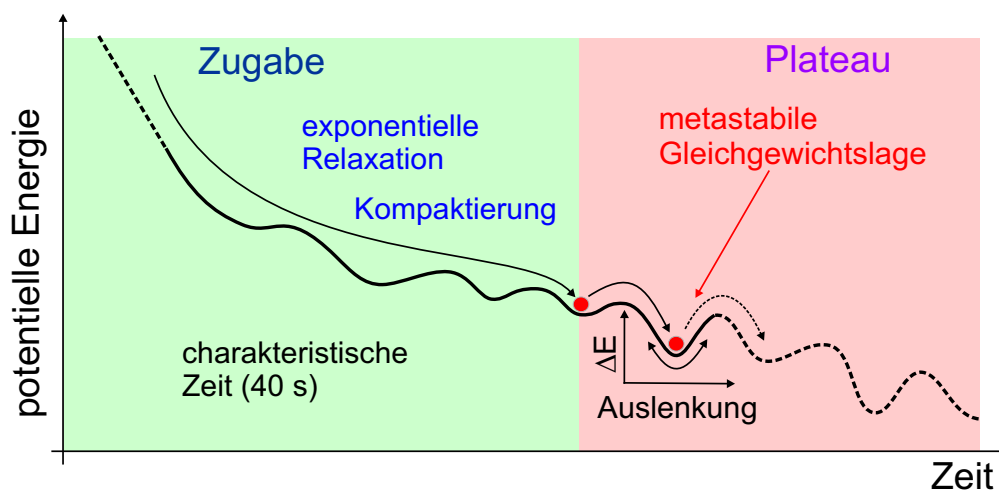 potentielle Energie
Zugabe
exponentielle
Relaxation
Kompaktierung
charakteristische
Zeit (40 s)
Plateau
metastabile
Gleichgewichtslage
ΔE
Auslenkung
Zeit